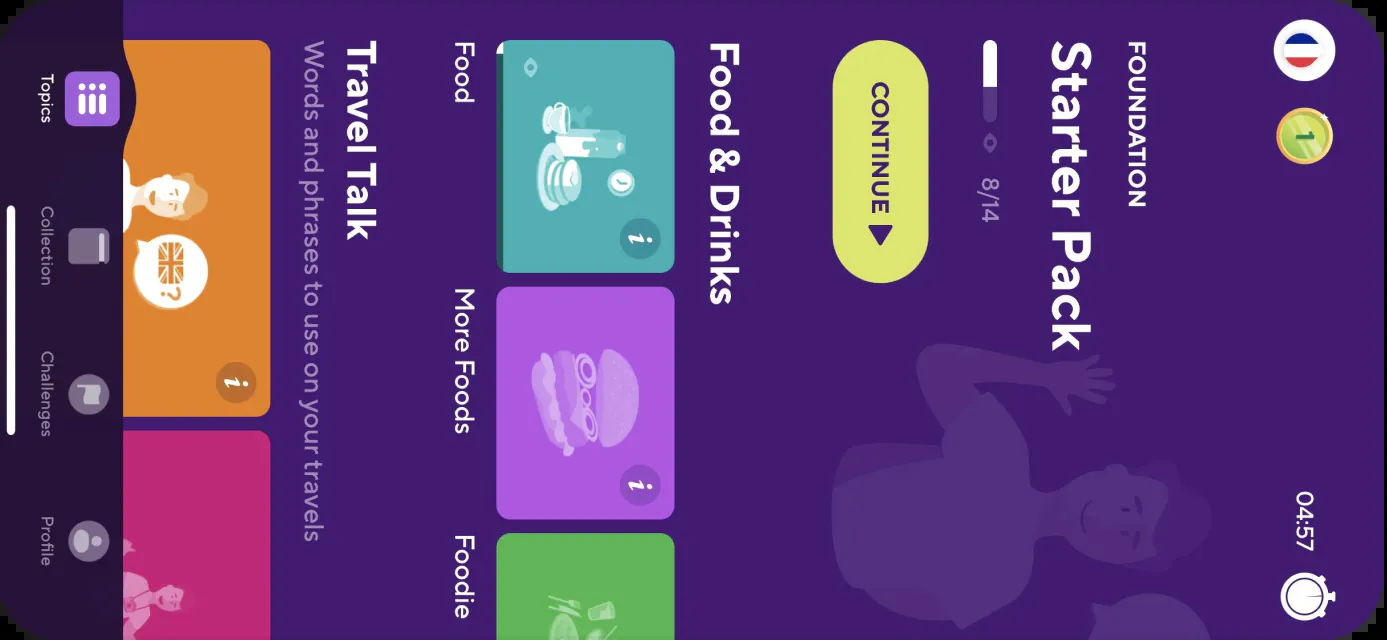 1
04:57
FOUNDATION
Starter Pack
8/14
CONTINUE
Food & Drinks
i
i
Food
More Foods
Foodie
Travel Talk
Words and phrases to use on your travels
?
i
Topics
Collection
Challenges
Profile